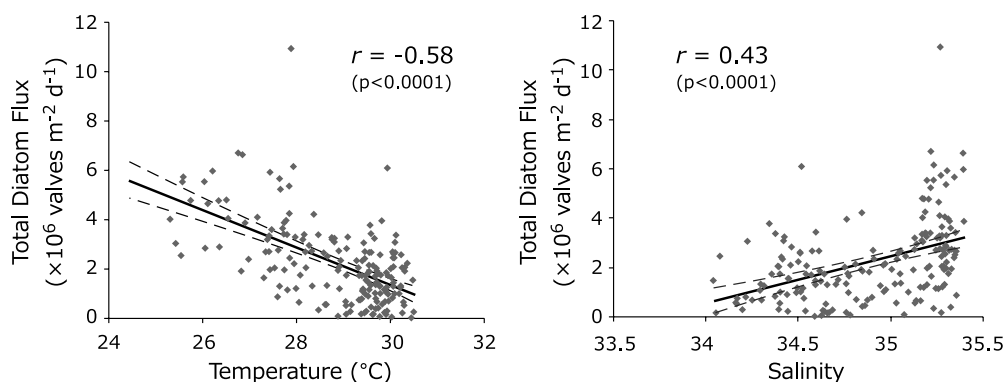 12
10
8
6
4
2
0
Total Diatom Flux
(×10⁶ valves m⁻² d⁻¹)
r = -0.58
(p<0.0001)
24 26 28 30 32
Temperature (°C)
12
10
8
6
4
2
0
Total Diatom Flux
(×10⁶ valves m⁻² d⁻¹)
r = 0.43
(p<0.0001)
33.5 34 34.5 35 35.5
Salinity